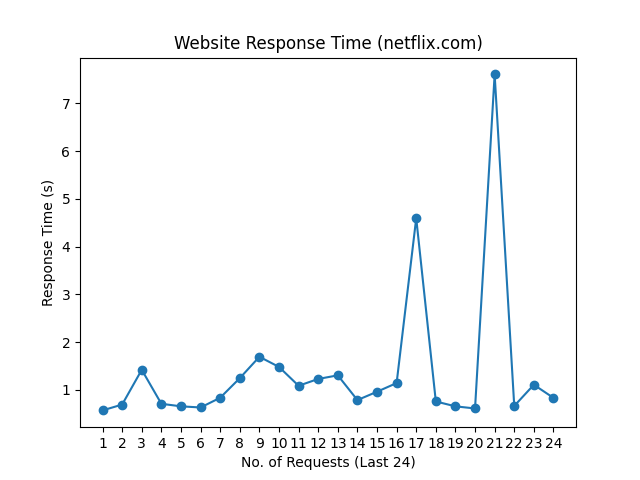 Website Response Time (netflix.com)
Response Time (s)
7
6
5
4
3
2
1
1 2 3 4 5 6 7 8 9 10 11 12 13 14 15 16 17 18 19 20 21 22 23 24
No. of Requests (Last 24)